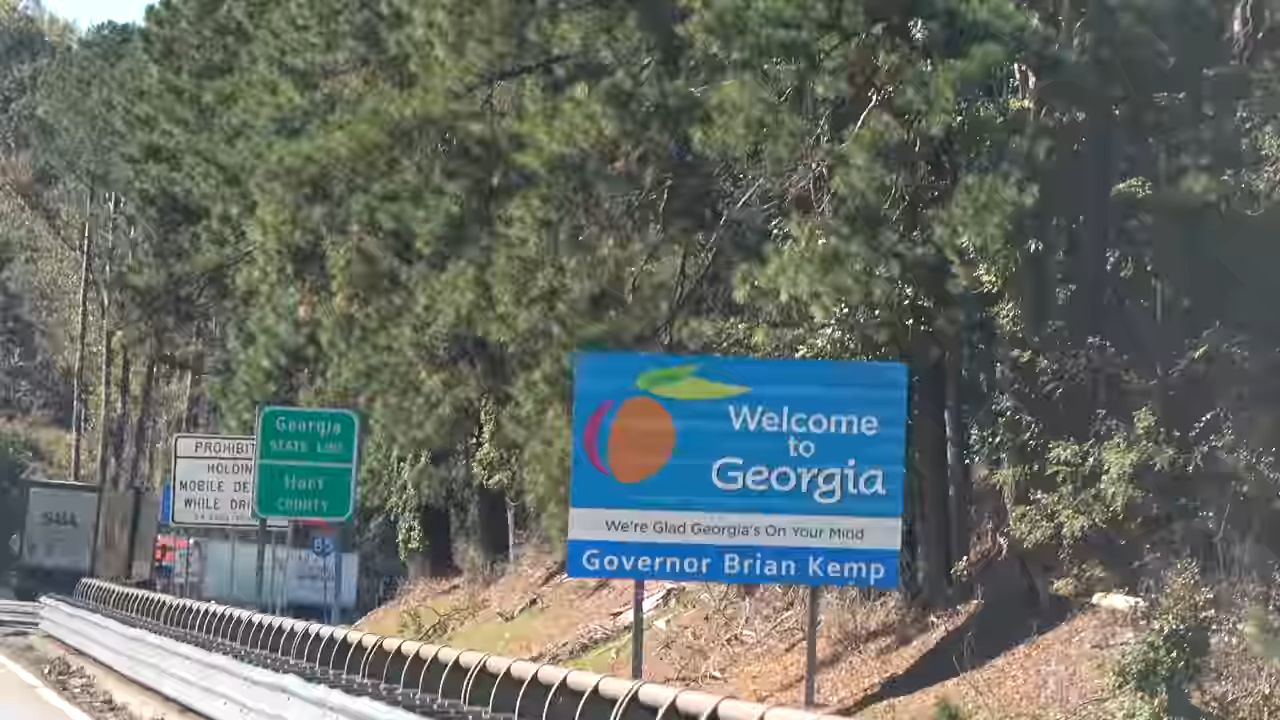 Welcome
to
Georgia
We're Glad Georgia's On Your Mind
Governor Brian Kemp
Georgia
STATE LINE
Hart
COUNTY
PROHIBIT
HOLDIN
MOBILE DE
WHILE DRI
85